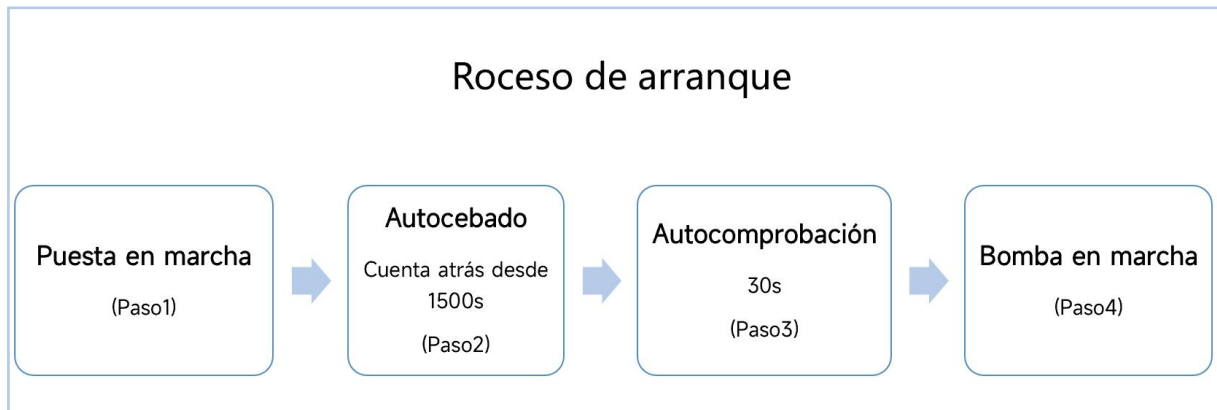 Roceso de arranque
Puesta en marcha
(Paso1)
Autocebado
Cuenta atrás desde
1500s
(Paso2)
Autocomprobación
30s
(Paso3)
Bomba en marcha
(Paso4)